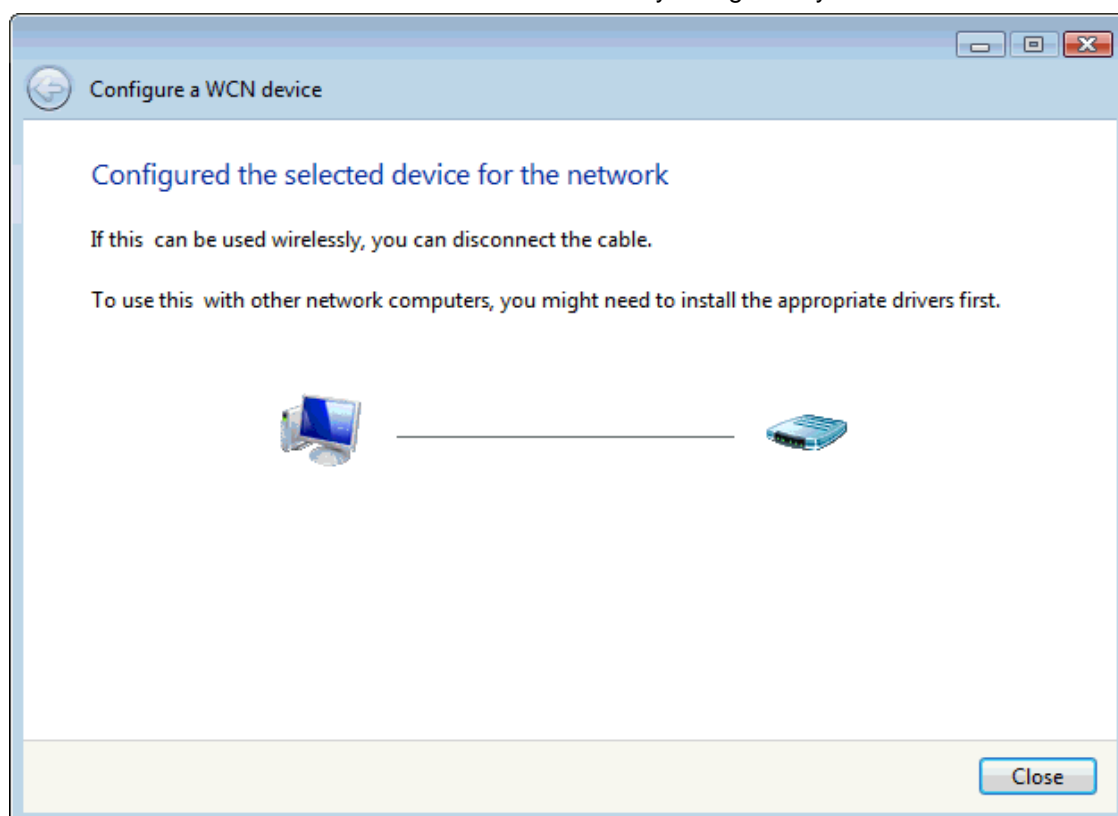 Configure a WCN device
Configured the selected device for the network
If this  can be used wirelessly, you can disconnect the cable.
To use this  with other network computers, you might need to install the appropriate drivers first.
Close